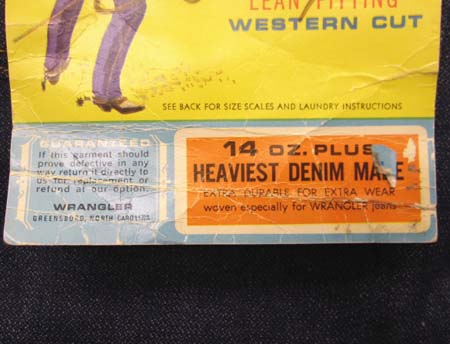 LEAN FITTING
WESTERN CUT
SEE BACK FOR SIZE SCALES AND LAUNDRY INSTRUCTIONS
GUARANTEED
If this garment should
prove defective in any
way return it directly to
us for replacement or
refund at our option.
WRANGLER
GREENSBORO, NORTH CAROLINA
14 OZ. PLUS
HEAVIEST DENIM MADE
EXTRA DURABLE FOR EXTRA WEAR
woven especially for WRANGLER jeans